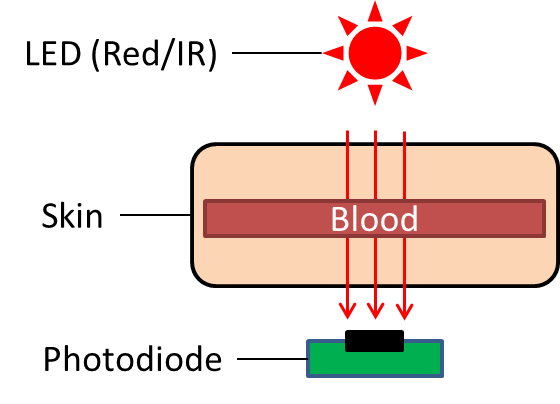 LED (Red/IR)
Skin
Blood
Photodiode